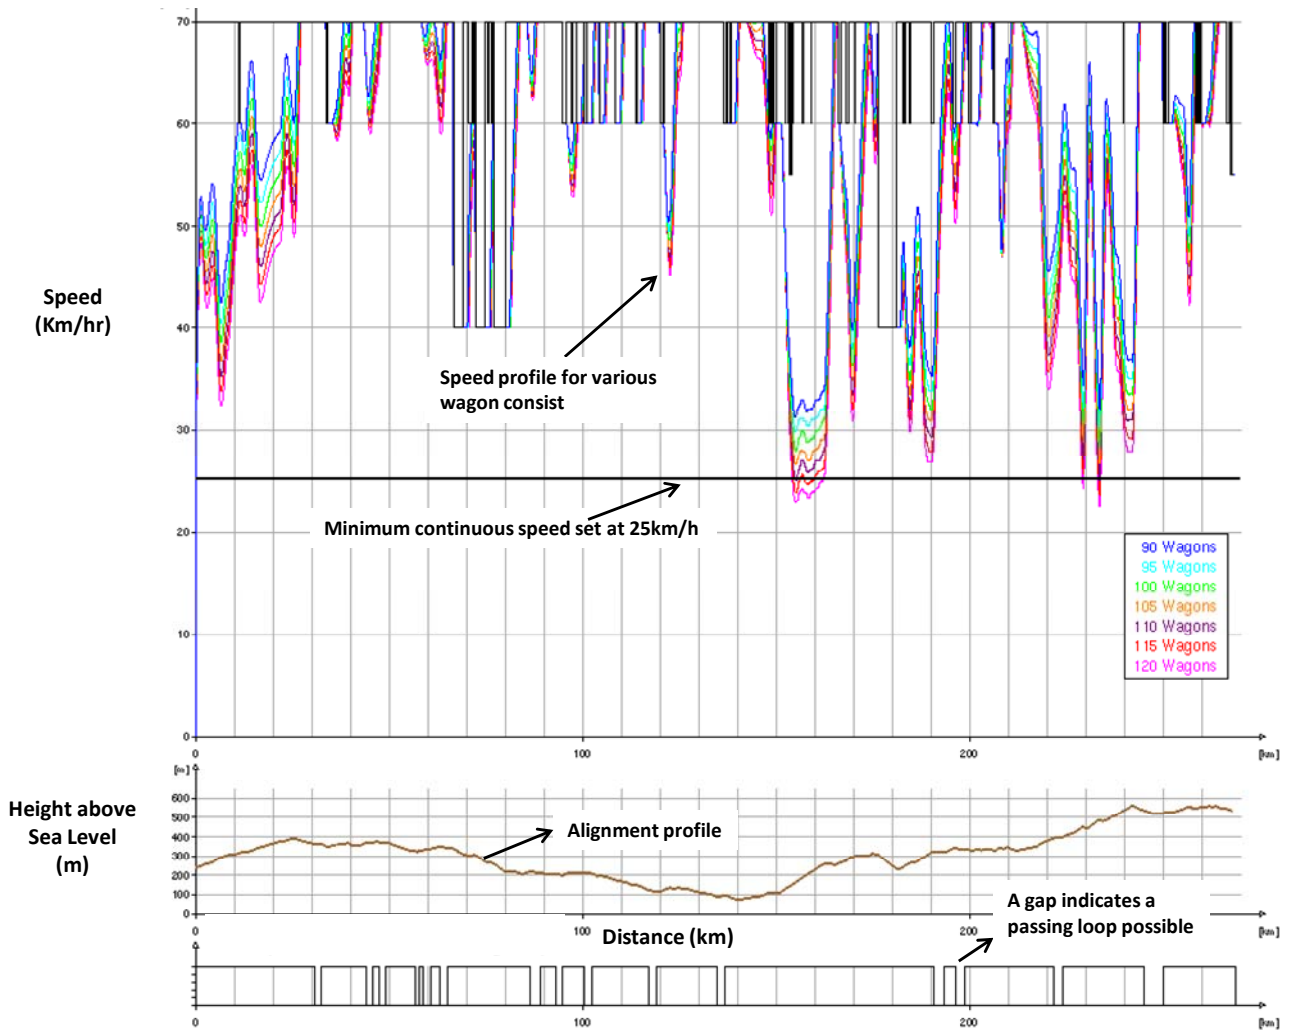 70
60
50
Speed
(Km/hr)
40
Speed profile for various
wagon consist
30
Minimum continuous speed set at 25km/h
20
90 Wagons
95 Wagons
100 Wagons
105 Wagons
110 Wagons
115 Wagons
120 Wagons
10
0
0 100 200 [km]
[m]
Height above
Sea Level
(m)
600
500
400
300
200
100
0
Alignment profile
A gap indicates a
passing loop possible
0 100 200 [km]
Distance (km)
0 100 200 [km]